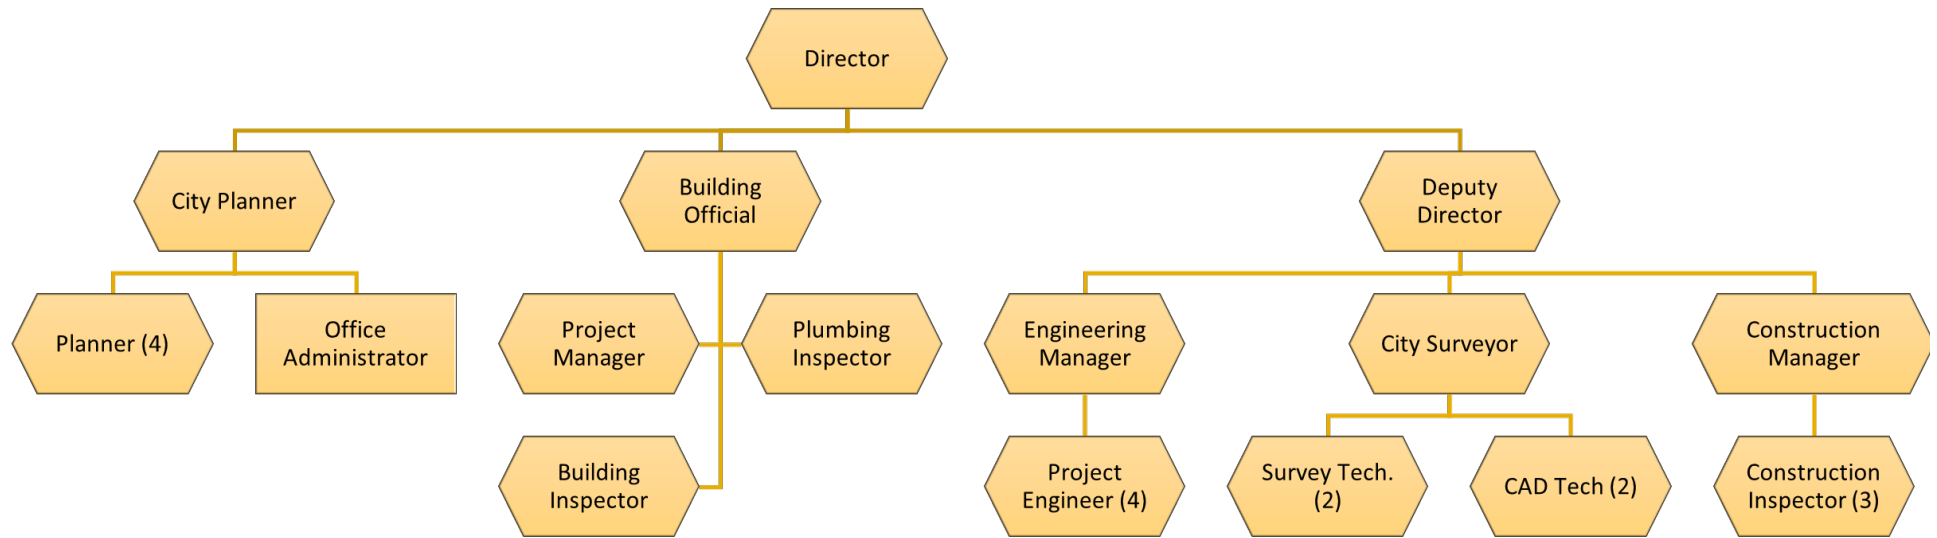 Director
City Planner
Building
Official
Deputy
Director
Planner (4)
Office
Administrator
Project
Manager
Plumbing
Inspector
Engineering
Manager
City Surveyor
Construction
Manager
Building
Inspector
Project
Engineer (4)
Survey Tech.
(2)
CAD Tech (2)
Construction
Inspector (3)